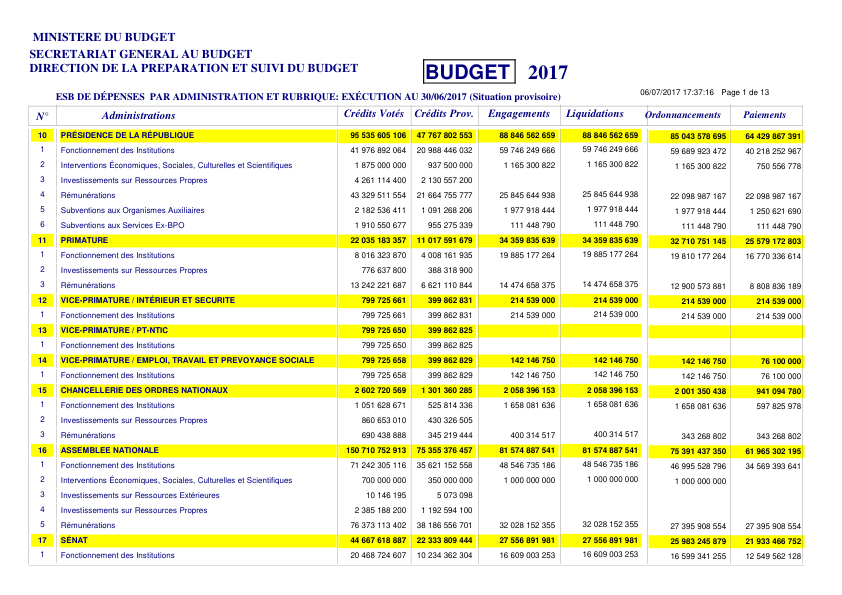 MINISTERE DU BUDGET
SECRETARIAT GENERAL AU BUDGET
DIRECTION DE LA PREPARATION ET SUIVI DU BUDGET
BUDGET 2017
06/07/2017 17:37:16 Page 1 de 13
ESB DE DÉPENSES PAR ADMINISTRATION ET RUBRIQUE: EXÉCUTION AU 30/06/2017 (Situation provisoire)
N° Administrations Crédits Votés Crédits Prov. Engagements Liquidations Ordonnancements Paiements
10 PRÉSIDENCE DE LA RÉPUBLIQUE 95 535 605 106 47 767 802 553 88 846 562 659 88 846 562 659 85 043 578 695 64 429 867 391
1 Fonctionnement des Institutions 41 976 892 064 20 988 446 032 59 746 249 666 59 746 249 666 59 689 923 472 40 218 252 967
2 Interventions Économiques, Sociales, Culturelles et Scientifiques 1 875 000 000 937 500 000 1 165 300 822 1 165 300 822 1 165 300 822 750 556 778
3 Investissements sur Ressources Propres 4 261 114 400 2 130 557 200
4 Rémunérations 43 329 511 554 21 664 755 777 25 845 644 938 25 845 644 938 22 098 987 167 22 098 987 167
5 Subventions aux Organismes Auxiliaires 2 182 536 411 1 091 268 206 1 977 918 444 1 977 918 444 1 977 918 444 1 250 621 690
6 Subventions aux Services Ex-BPO 1 910 550 677 955 275 339 111 448 790 111 448 790 111 448 790 111 448 790
11 PRIMATURE 22 035 183 357 11 017 591 679 34 359 835 639 34 359 835 639 32 710 751 145 25 579 172 803
1 Fonctionnement des Institutions 8 016 323 870 4 008 161 935 19 885 177 264 19 885 177 264 19 810 177 264 16 770 336 614
2 Investissements sur Ressources Propres 776 637 800 388 318 900
3 Rémunérations 13 242 221 687 6 621 110 844 14 474 658 375 14 474 658 375 12 900 573 881 8 808 836 189
12 VICE-PRIMATURE / INTÉRIEUR ET SECURITE 799 725 661 399 862 831 214 539 000 214 539 000 214 539 000 214 539 000
1 Fonctionnement des Institutions 799 725 661 399 862 831 214 539 000 214 539 000 214 539 000 214 539 000
13 VICE-PRIMATURE / PT-NTIC 799 725 650 399 862 825
1 Fonctionnement des Institutions 799 725 650 399 862 825
14 VICE-PRIMATURE / EMPLOI, TRAVAIL ET PREVOYANCE SOCIALE 799 725 658 399 862 829 142 146 750 142 146 750 142 146 750 76 100 000
1 Fonctionnement des Institutions 799 725 658 399 862 829 142 146 750 142 146 750 142 146 750 76 100 000
15 CHANCELLERIE DES ORDRES NATIONAUX 2 602 720 569 1 301 360 285 2 058 396 153 2 058 396 153 2 001 350 438 941 094 780
1 Fonctionnement des Institutions 1 051 628 671 525 814 336 1 658 081 636 1 658 081 636 1 658 081 636 597 825 978
2 Investissements sur Ressources Propres 860 653 010 430 326 505
3 Rémunérations 690 438 888 345 219 444 400 314 517 400 314 517 343 268 802 343 268 802
16 ASSEMBLEE NATIONALE 150 710 752 913 75 355 376 457 81 574 887 541 81 574 887 541 75 391 437 350 61 965 302 195
1 Fonctionnement des Institutions 71 242 305 116 35 621 152 558 48 546 735 186 48 546 735 186 46 995 528 796 34 569 393 641
2 Interventions Économiques, Sociales, Culturelles et Scientifiques 700 000 000 350 000 000 1 000 000 000 1 000 000 000 1 000 000 000
3 Investissements sur Ressources Extérieures 10 146 195 5 073 098
4 Investissements sur Ressources Propres 2 385 188 200 1 192 594 100
5 Rémunérations 76 373 113 402 38 186 556 701 32 028 152 355 32 028 152 355 27 395 908 554 27 395 908 554
17 SÉNAT 44 667 618 887 22 333 809 444 27 556 891 981 27 556 891 981 25 983 245 879 21 933 466 752
1 Fonctionnement des Institutions 20 468 724 607 10 234 362 304 16 609 003 253 16 609 003 253 16 599 341 255 12 549 562 128